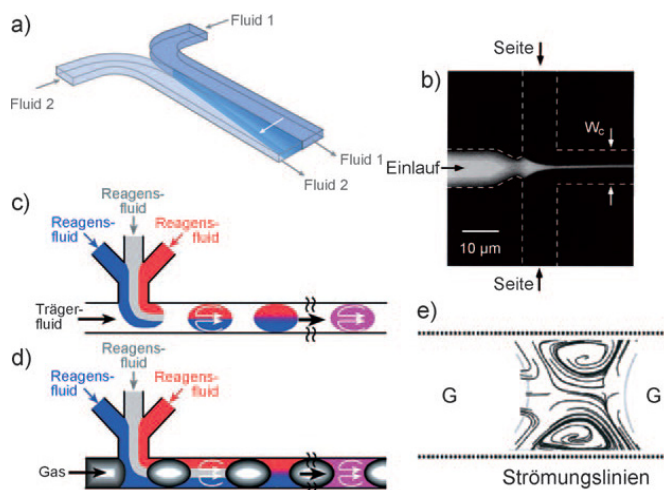 a)
Fluid 1
Fluid 2
Fluid 1
Fluid 2
b)
Seite
W_c
Einlauf
10 µm
Seite
c)
Reagens-
fluid
Reagens-
fluid
Reagens-
fluid
Träger-
fluid
d)
Reagens-
fluid
Reagens-
fluid
Reagens-
fluid
Gas
e)
G
G
Strömungslinien